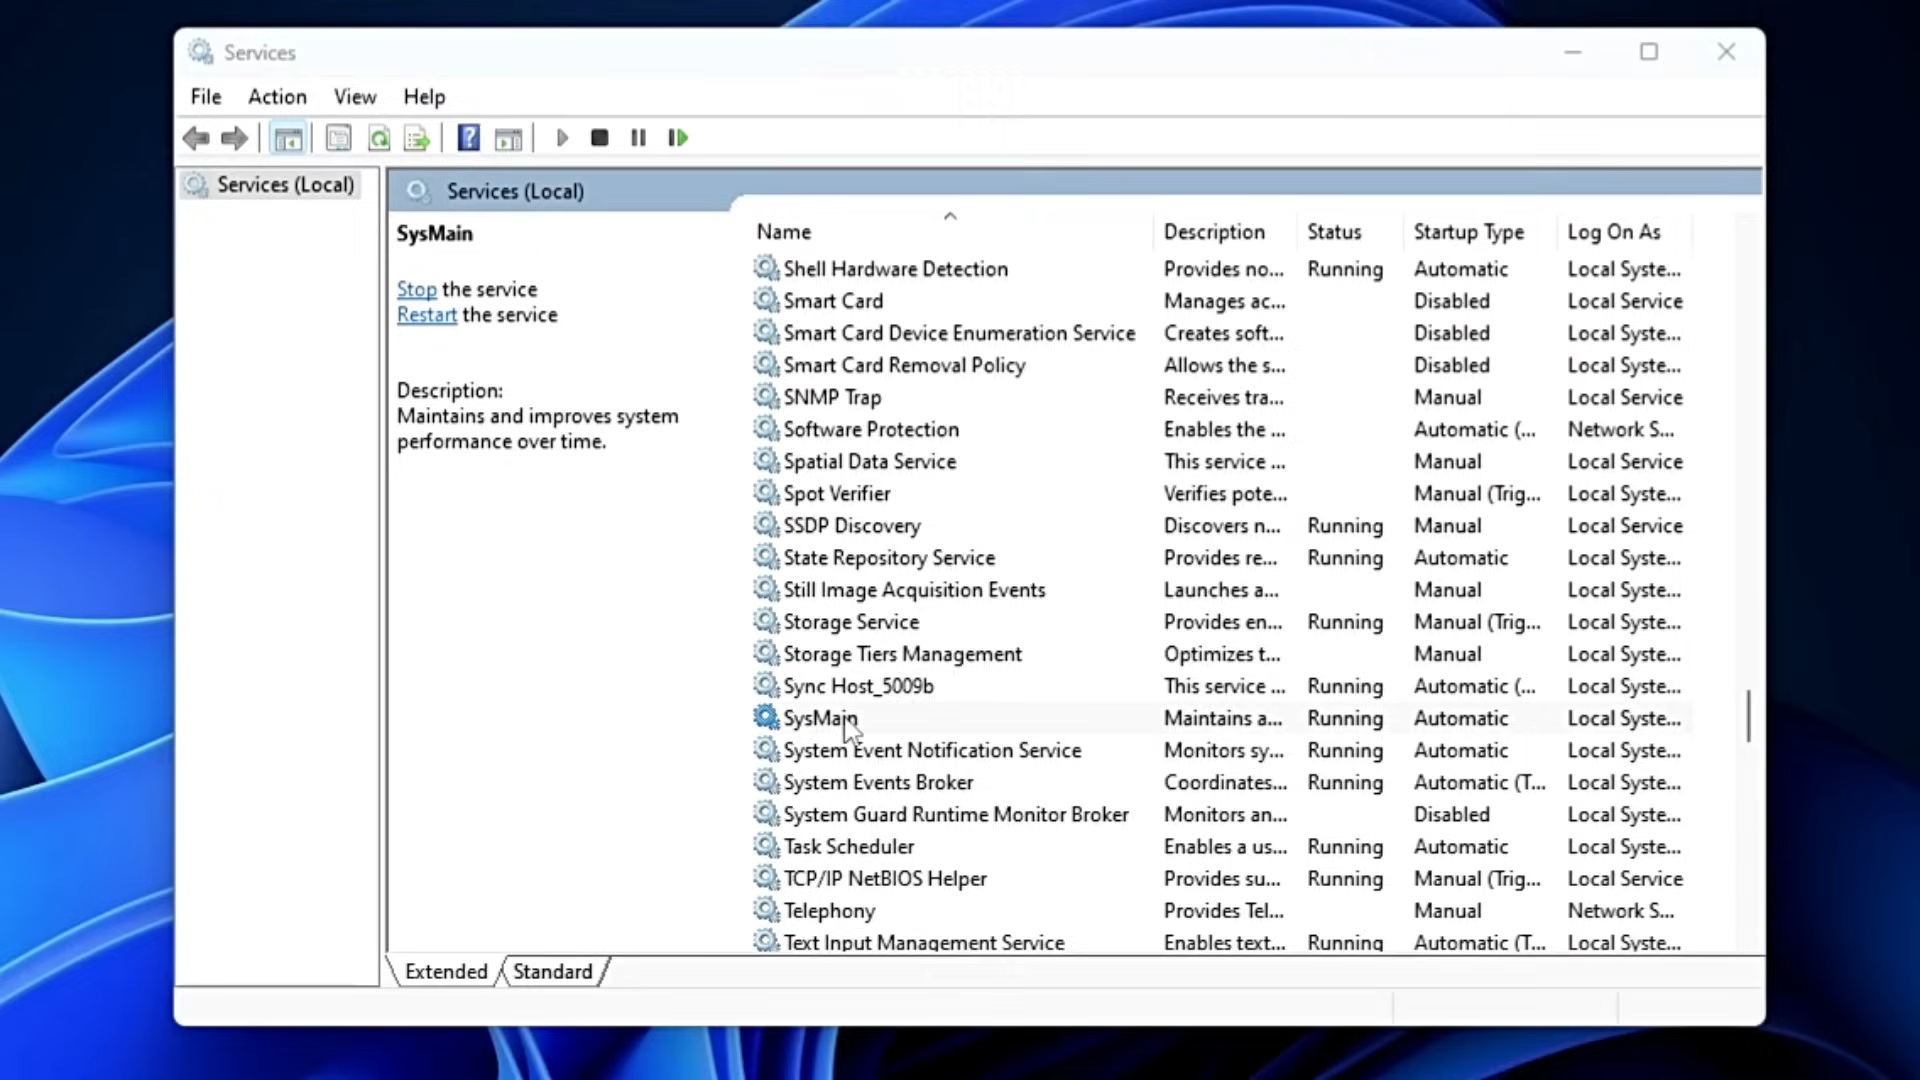 Services
File Action View Help
Services (Local)
Services (Local)
SysMain
Stop the service
Restart the service
Description:
Maintains and improves system
performance over time.
Name Description Status Startup Type Log On As
Shell Hardware Detection Provides no... Running Automatic Local Syste...
Smart Card Manages ac... Disabled Local Service
Smart Card Device Enumeration Service Creates soft... Disabled Local Syste...
Smart Card Removal Policy Allows the s... Disabled Local Syste...
SNMP Trap Receives tra... Manual Local Service
Software Protection Enables the ... Automatic (... Network S...
Spatial Data Service This service ... Manual Local Service
Spot Verifier Verifies pote... Manual (Trig... Local Syste...
SSDP Discovery Discovers n... Running Manual Local Service
State Repository Service Provides re... Running Automatic Local Syste...
Still Image Acquisition Events Launches a... Manual Local Syste...
Storage Service Provides en... Running Manual (Trig... Local Syste...
Storage Tiers Management Optimizes t... Manual Local Syste...
Sync Host_5009b This service ... Running Automatic (... Local Syste...
SysMain Maintains a... Running Automatic Local Syste...
System Event Notification Service Monitors sy... Running Automatic Local Syste...
System Events Broker Coordinates... Running Automatic (T... Local Syste...
System Guard Runtime Monitor Broker Monitors an... Disabled Local Syste...
Task Scheduler Enables a us... Running Automatic Local Syste...
TCP/IP NetBIOS Helper Provides su... Running Manual (Trig... Local Service
Telephony Provides Tel... Manual Network S...
Text Input Management Service Enables text... Running Automatic (T... Local Syste...
Extended Standard